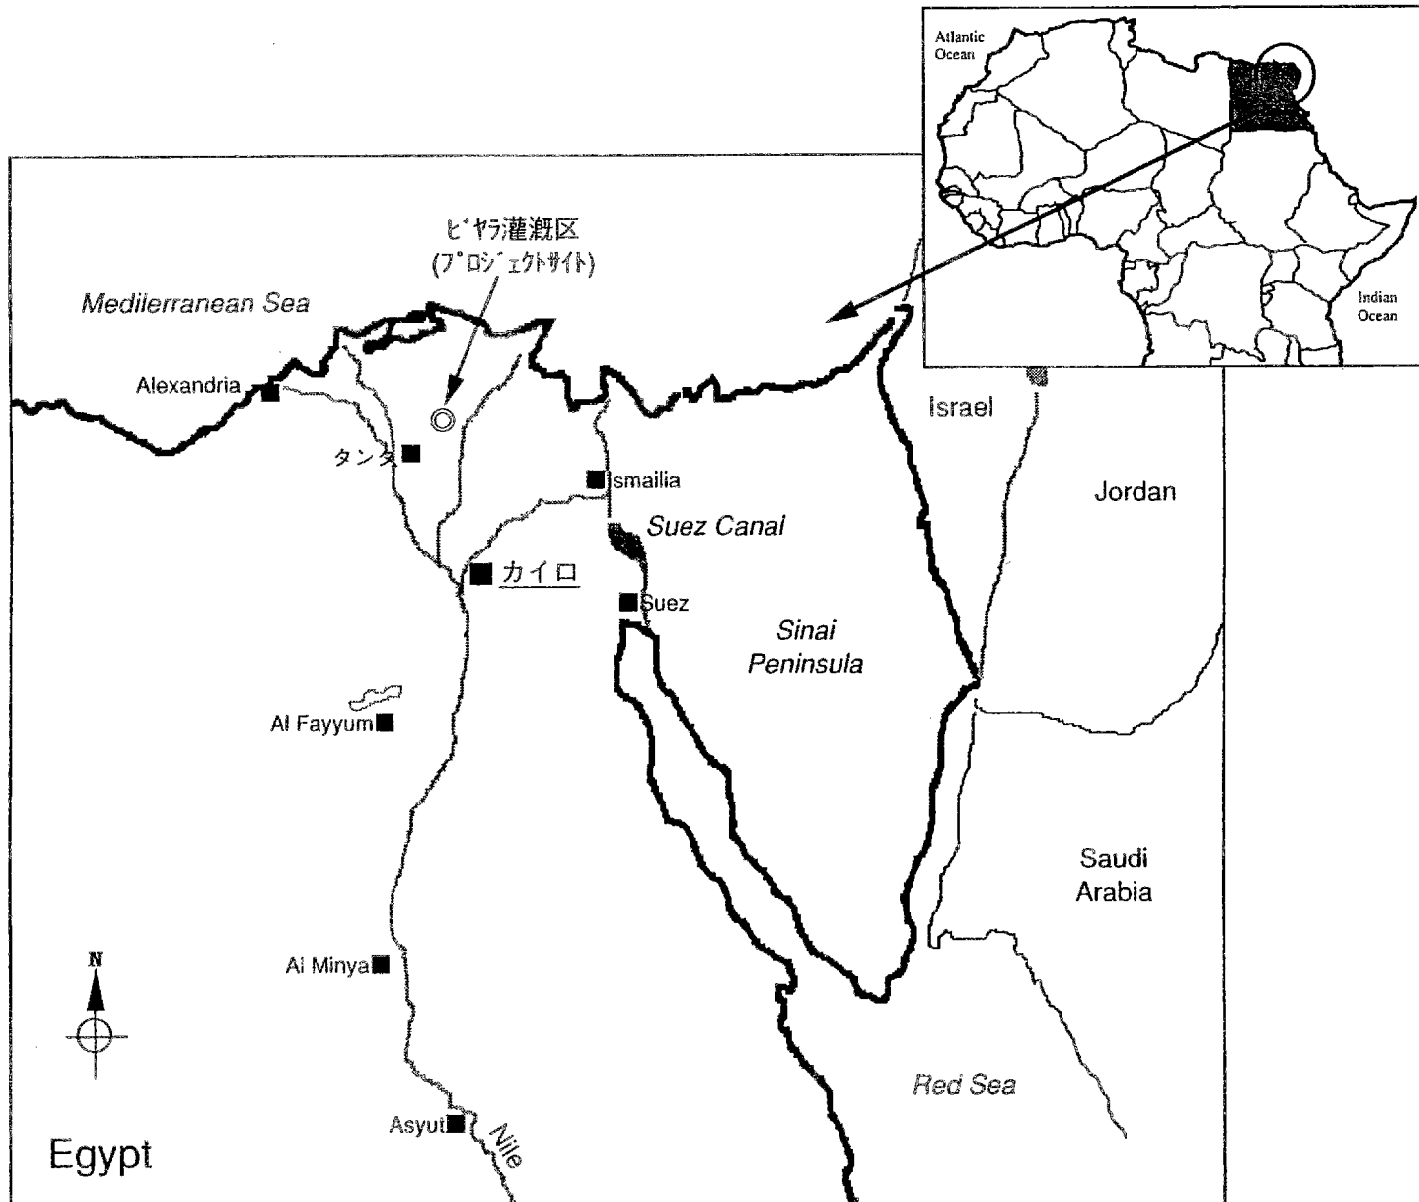 Atlantic
Ocean
Indian
Ocean
ビヤラ灌漑区
(プロジェクトサイト)
Mediierranean Sea
Alexandria
Israel
タンタ
Jordan
smailia
Suez Canal
カイロ
Suez
Sinai
Peninsula
Al Fayyum
Saudi
Arabia
N
Al Minya
Red Sea
Asyut
Nile
Egypt